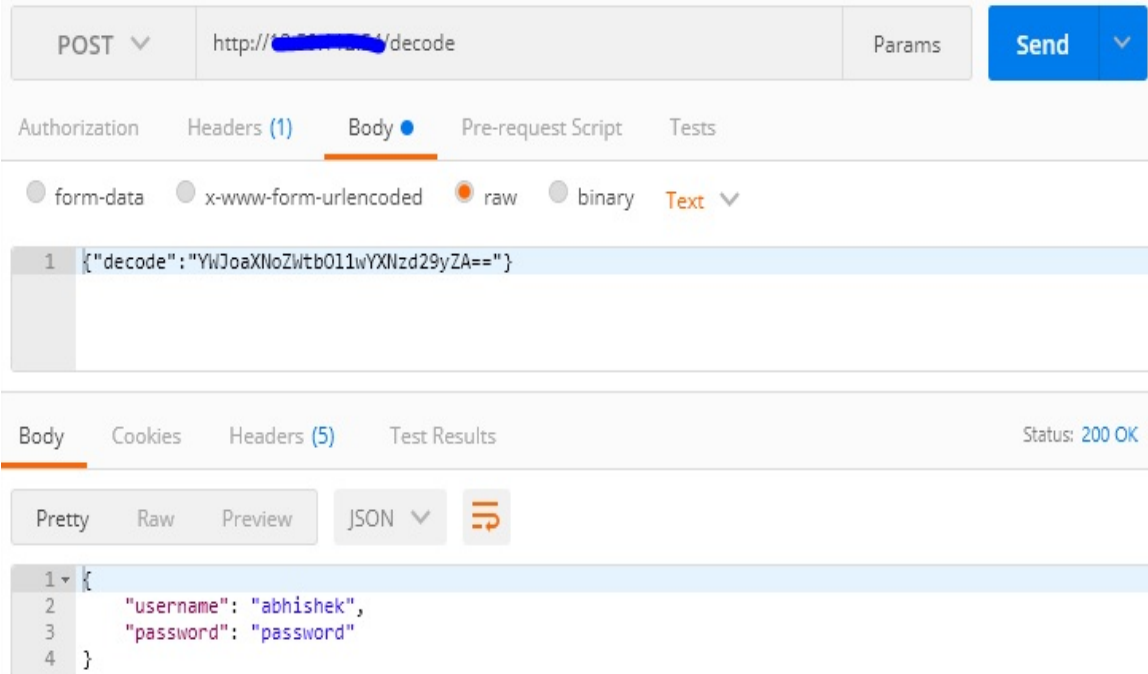 POST http:// /decode Params Send
Authorization Headers (1) Body Pre-request Script Tests
form-data x-www-form-urlencoded raw binary Text
1 {"decode":"YWJoaXNoZWtbOl1wYXNzd29yZA=="}
Body Cookies Headers (5) Test Results Status: 200 OK
Pretty Raw Preview JSON
1 {
2 "username": "abhishek",
3 "password": "password"
4 }